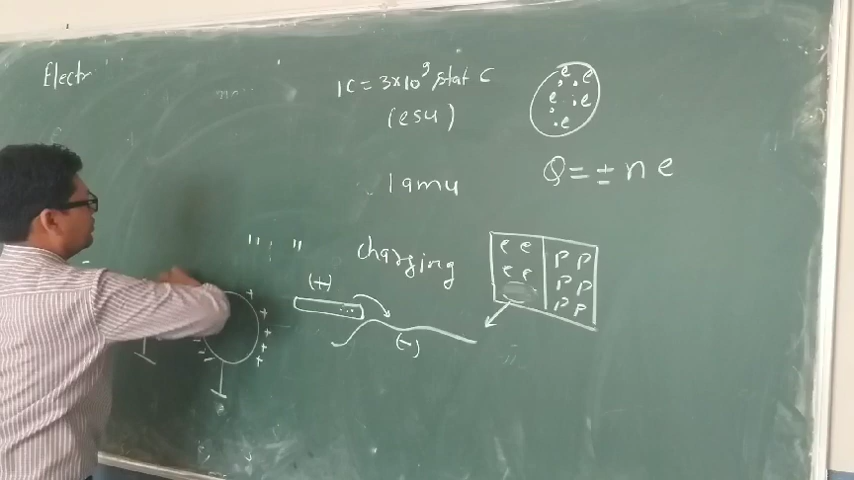 Electr
1C = 3×10⁹ stat C
(esu)
1 amu
Q = ± n e
e e
e e
e
" , "
charging
(+)
(-)
e e
e e
P P
P P
P P
+
+
+
+
+